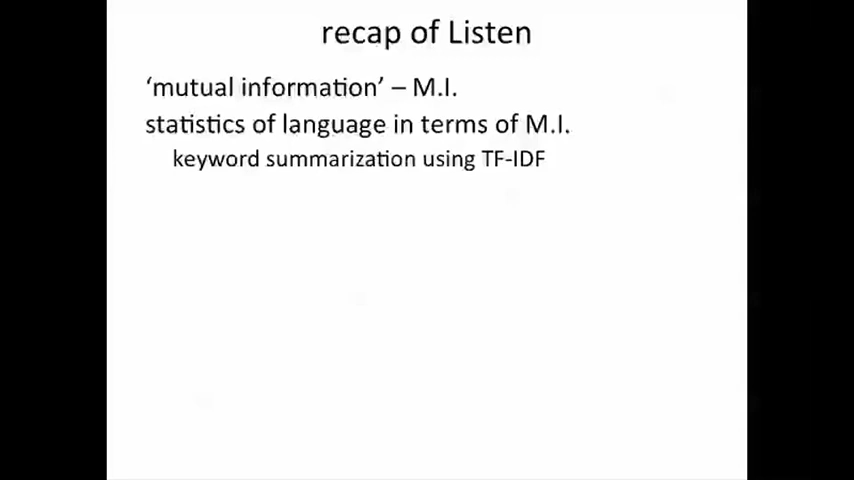 recap of Listen
‘mutual information’ – M.I.
statistics of language in terms of M.I.
keyword summarization using TF-IDF